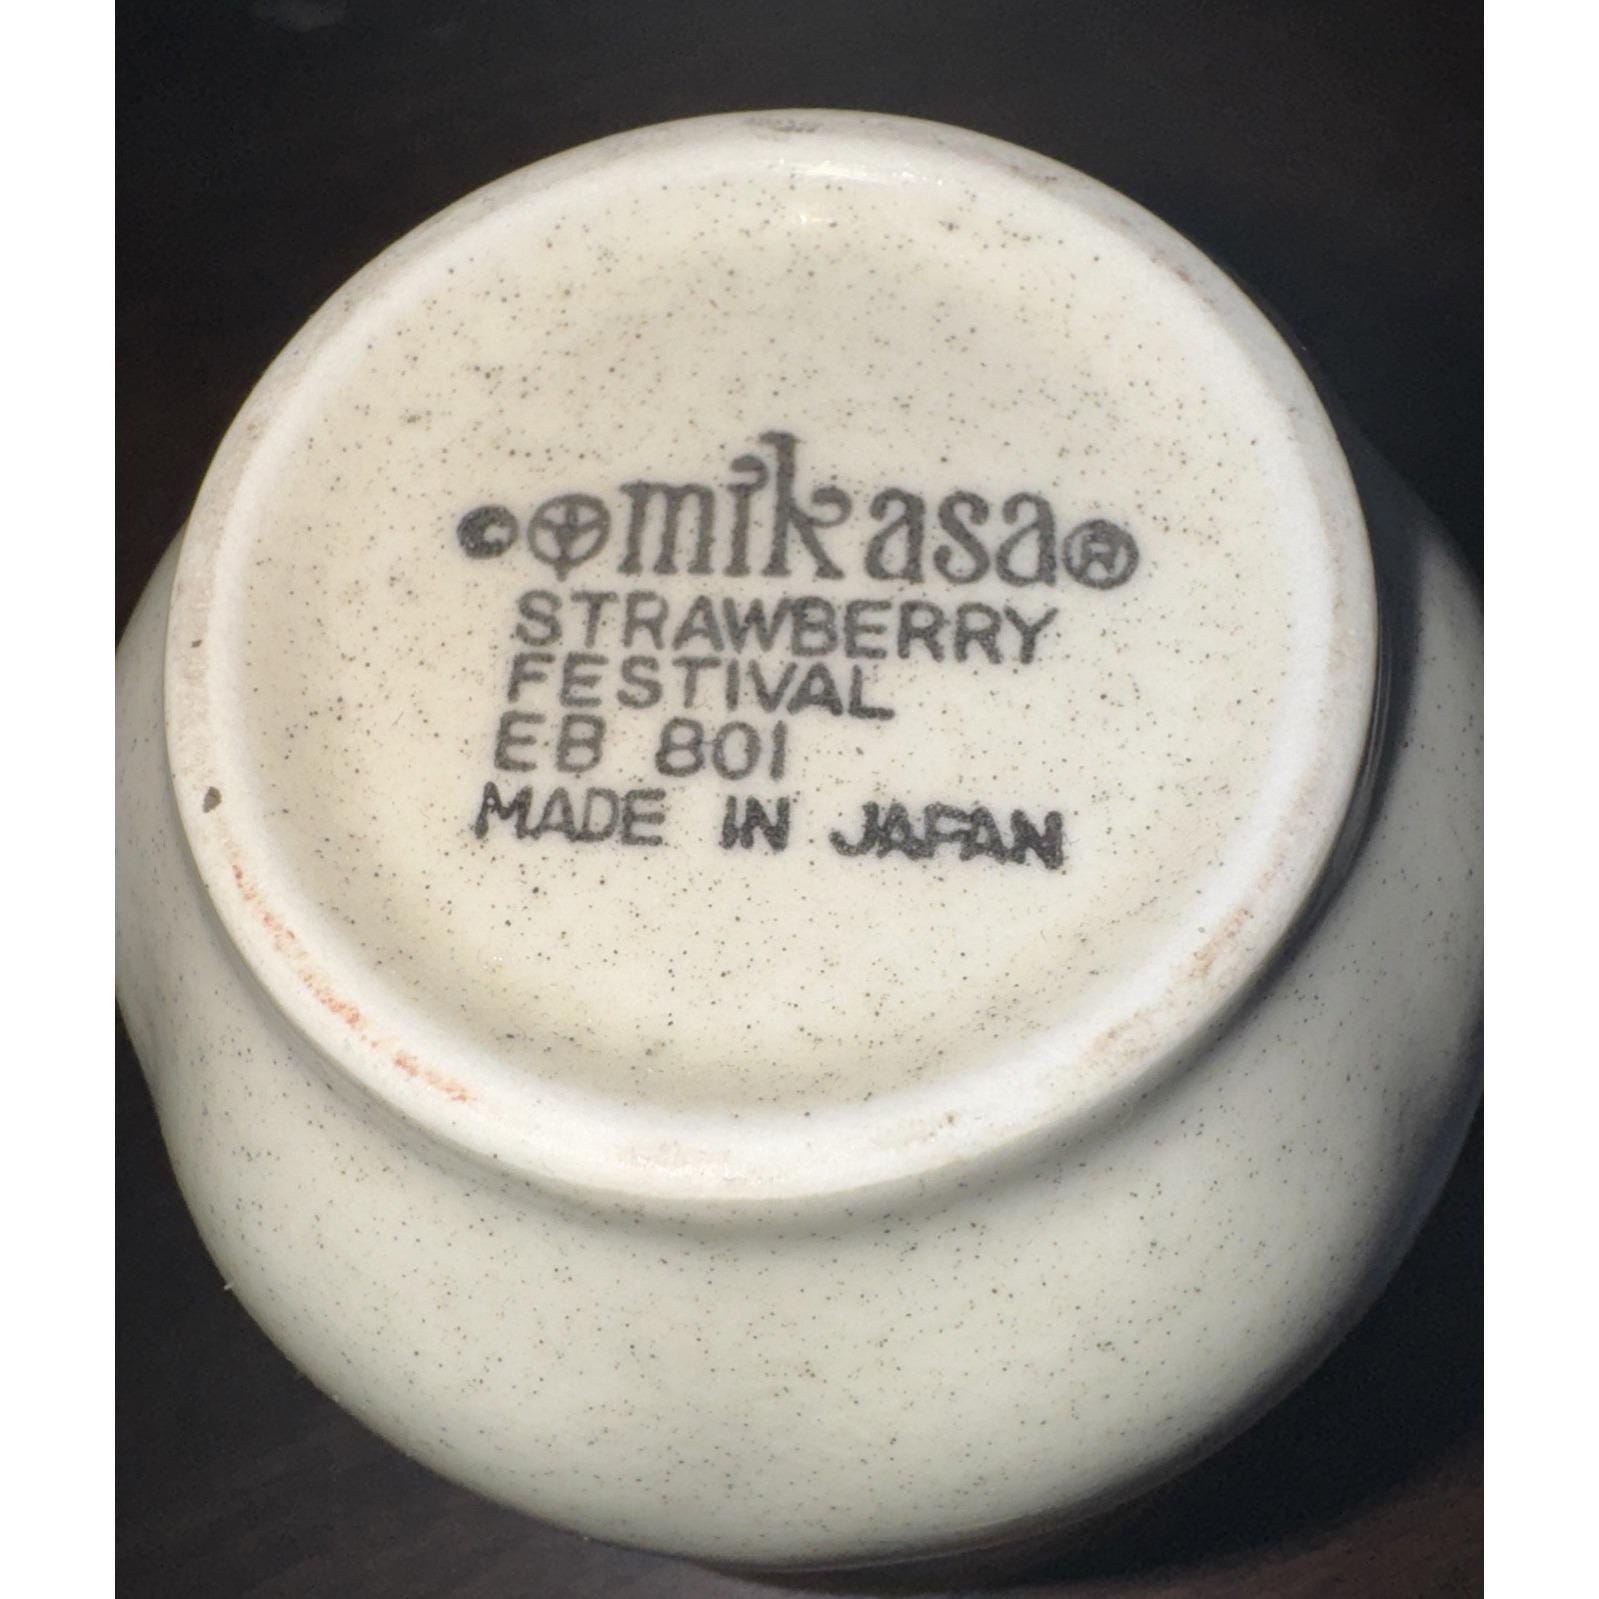 © mikasa ®
STRAWBERRY
FESTIVAL
EB 801
MADE IN JAPAN